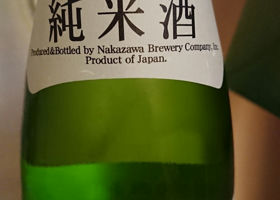 純米酒
Produced&Bottled by Nakazawa Brewery Company, Inc.
Product of Japan.